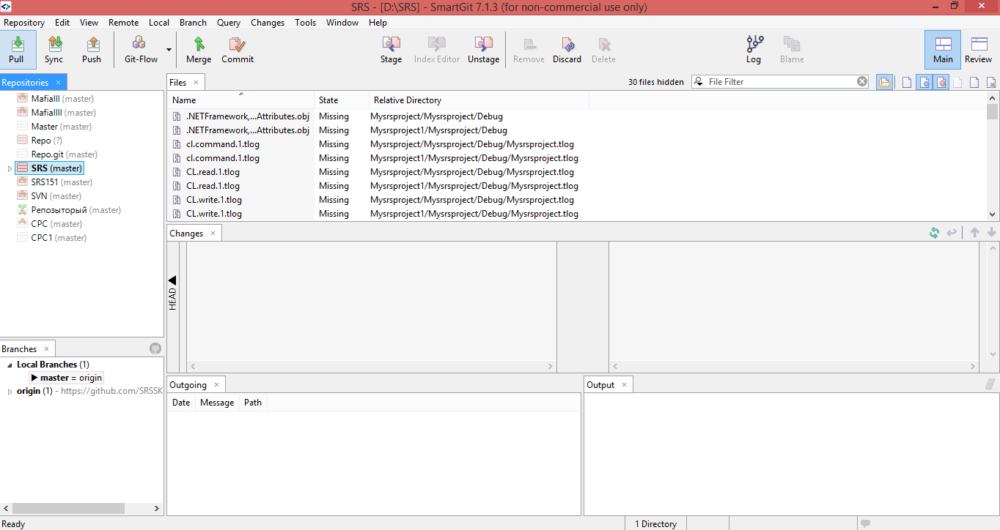 SRS - [D:\SRS] - SmartGit 7.1.3 (for non-commercial use only)
Repository Edit View Remote Local Branch Query Changes Tools Window Help
Pull Sync Push Git-Flow Merge Commit Stage Index Editor Unstage Remove Discard Delete Log Blame Main Review
Repositories
MafiaIII (master)
MafiaIIII (master)
Master (master)
Repo (?)
Repo.git (master)
SRS (master)
SRS151 (master)
SVN (master)
Репозыторый (master)
СРС (master)
СРС1 (master)
Files
30 files hidden
File Filter
Name State Relative Directory
.NETFramework,...Attributes.obj Missing Mysrsproject/Mysrsproject/Debug
.NETFramework,...Attributes.obj Missing Mysrsproject1/Mysrsproject/Debug
cl.command.1.tlog Missing Mysrsproject/Mysrsproject/Debug/Mysrsproject.tlog
cl.command.1.tlog Missing Mysrsproject1/Mysrsproject/Debug/Mysrsproject.tlog
CL.read.1.tlog Missing Mysrsproject/Mysrsproject/Debug/Mysrsproject.tlog
CL.read.1.tlog Missing Mysrsproject1/Mysrsproject/Debug/Mysrsproject.tlog
CL.write.1.tlog Missing Mysrsproject/Mysrsproject/Debug/Mysrsproject.tlog
CL.write.1.tlog Missing Mysrsproject1/Mysrsproject/Debug/Mysrsproject.tlog
Changes
HEAD
Branches
Local Branches (1)
master = origin
origin (1) - https://github.com/SRSSK
Outgoing
Date Message Path
Output
Ready
1 Directory